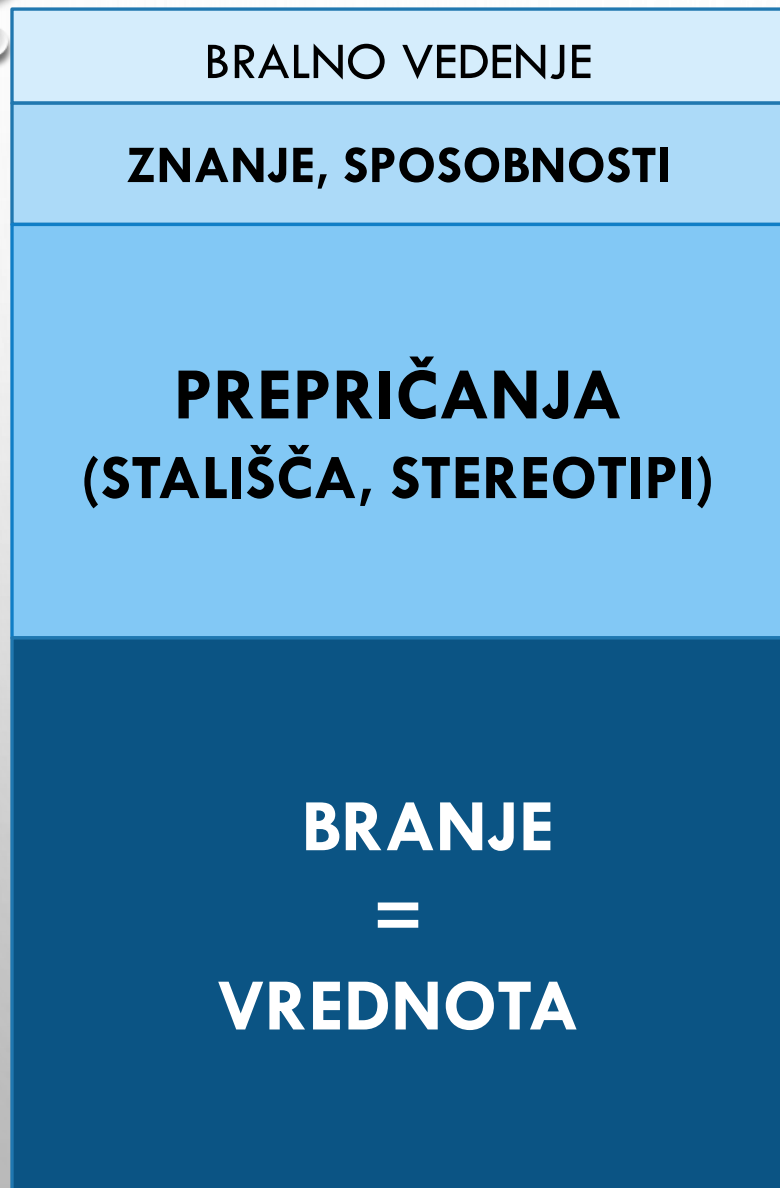 BRALNO VEDENJE
ZNANJE, SPOSOBNOSTI
PREPRIČANJA
(STALIŠČA, STEREOTIPI)
BRANJE
=
VREDNOTA